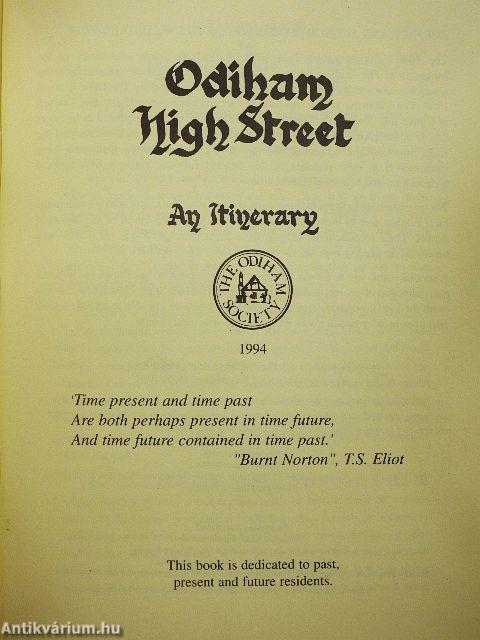 Odiham
High Street
An Itinerary
THE ODIHAM
SOCIETY
1994
'Time present and time past
Are both perhaps present in time future,
And time future contained in time past.'
"Burnt Norton", T.S. Eliot
This book is dedicated to past,
present and future residents.
Antikvárium.hu